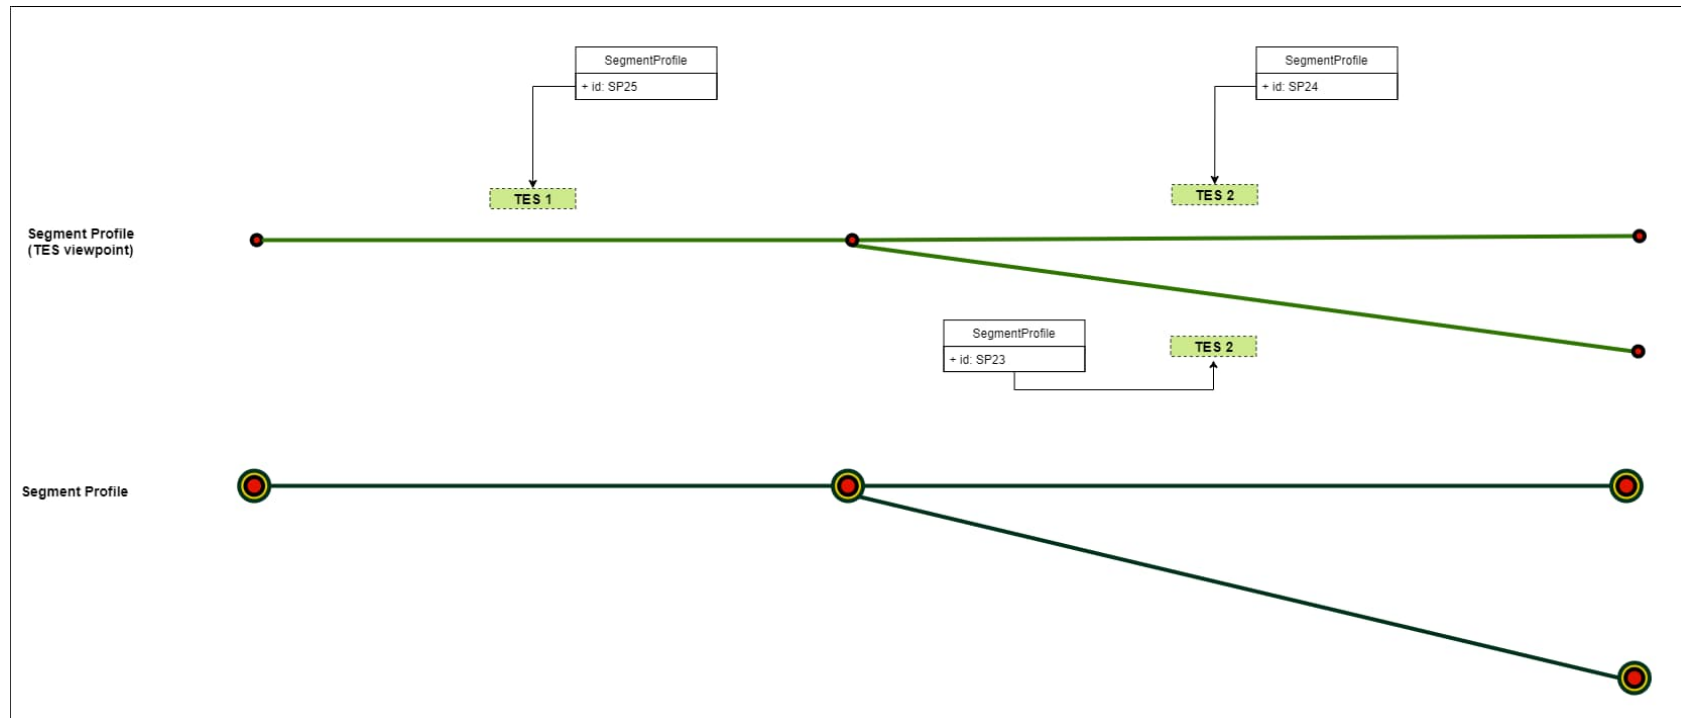 SegmentProfile
+ id: SP25
SegmentProfile
+ id: SP24
TES 1
TES 2
Segment Profile
(TES viewpoint)
SegmentProfile
+ id: SP23
TES 2
Segment Profile